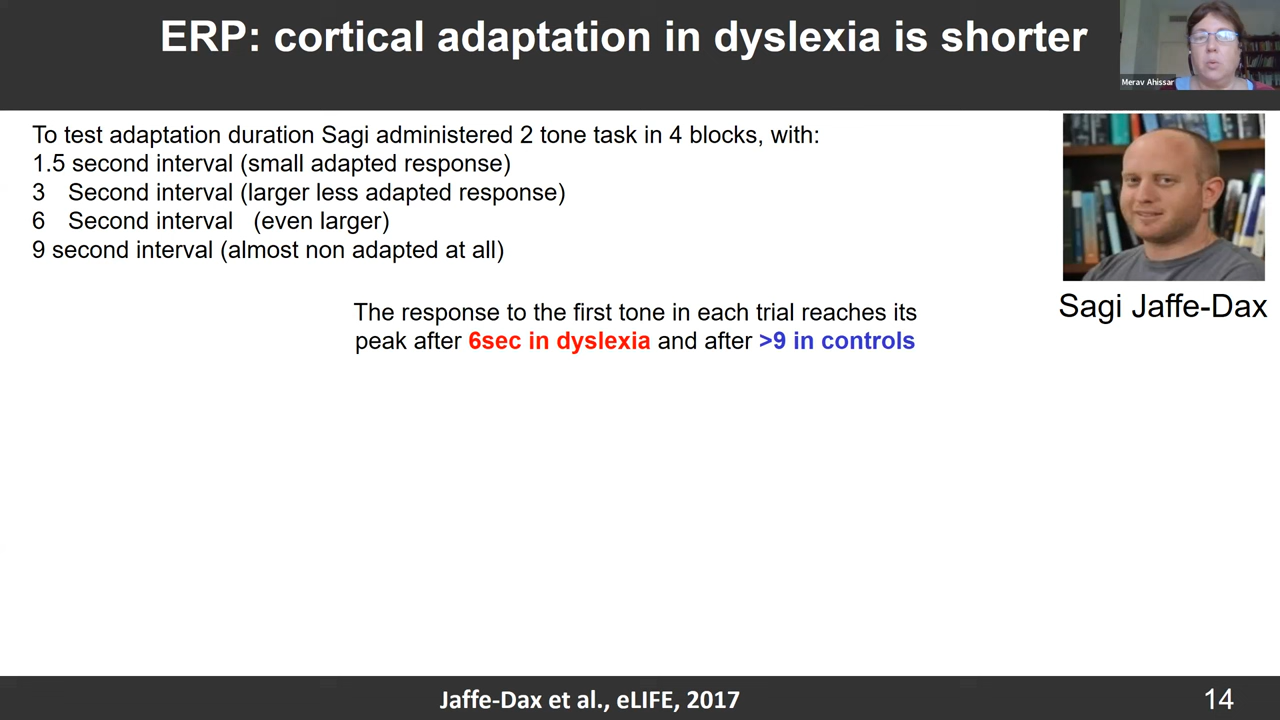 ERP: cortical adaptation in dyslexia is shorter
Merav Ahissar
To test adaptation duration Sagi administered 2 tone task in 4 blocks, with:
1.5 second interval (small adapted response)
3 Second interval (larger less adapted response)
6 Second interval (even larger)
9 second interval (almost non adapted at all)
Sagi Jaffe-Dax
The response to the first tone in each trial reaches its
peak after 6sec in dyslexia and after >9 in controls
Jaffe-Dax et al., eLIFE, 2017
14